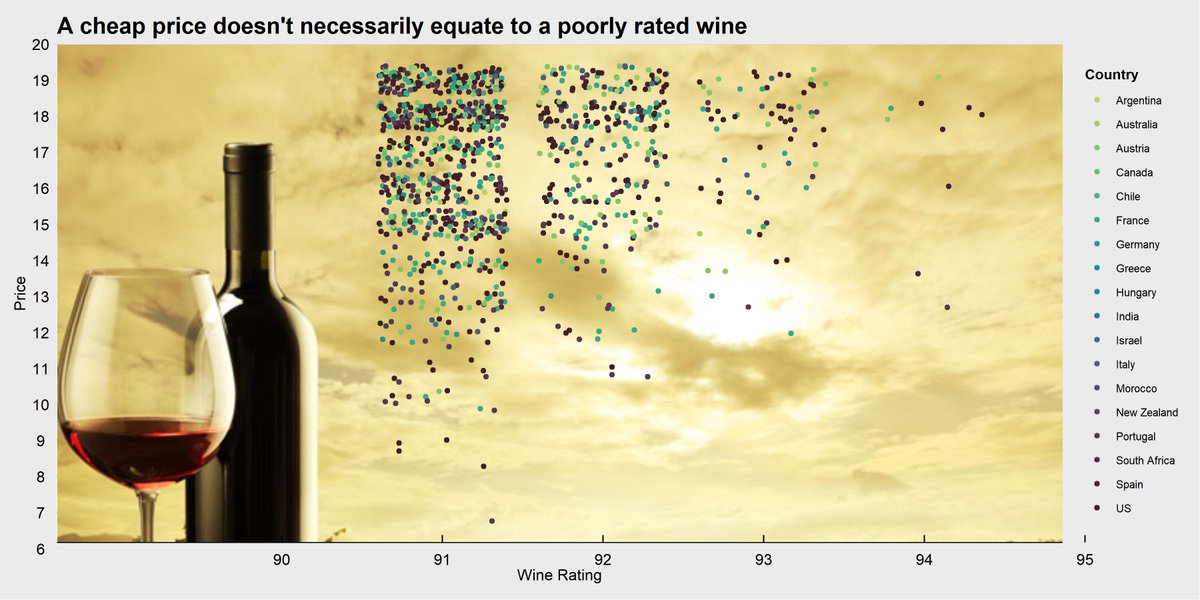 A cheap price doesn't necessarily equate to a poorly rated wine
20
19
18
17
16
15
14
13
12
11
10
9
8
7
6
Price
90
91
92
93
94
95
Wine Rating
Country
Argentina
Australia
Austria
Canada
Chile
France
Germany
Greece
Hungary
India
Israel
Italy
Morocco
New Zealand
Portugal
South Africa
Spain
US